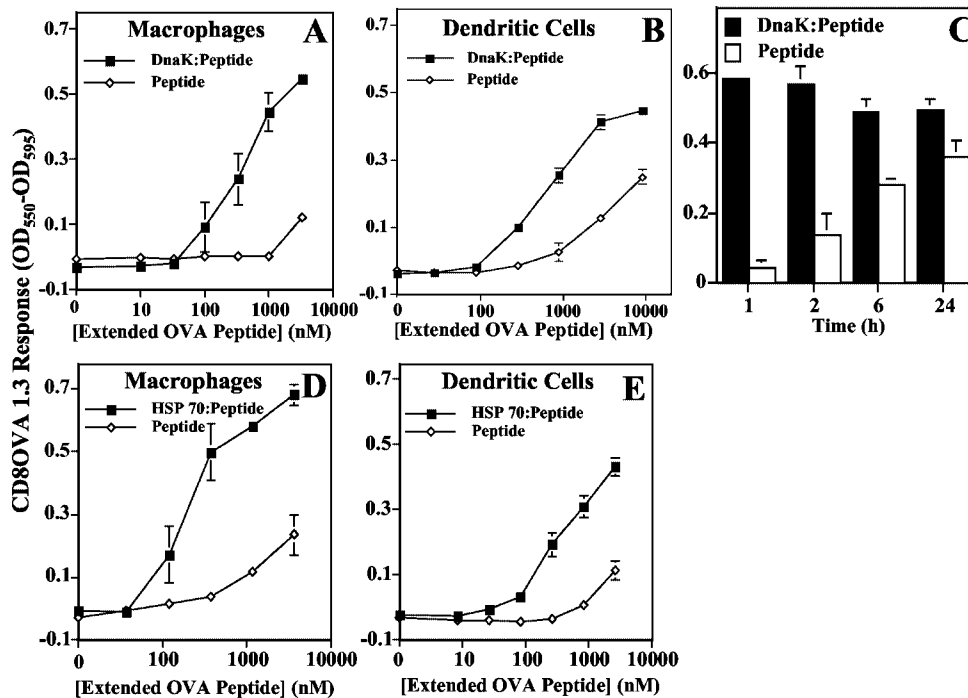 Macrophages
A
DnaK:Peptide
Peptide
0.7
0.5
0.3
0.1
-0.1
0
10
100
1000
10000
[Extended OVA Peptide] (nM)
Dendritic Cells
B
DnaK:Peptide
Peptide
0.7
0.5
0.3
0.1
-0.1
0
100
1000
10000
[Extended OVA Peptide] (nM)
DnaK:Peptide
Peptide
C
0.6
0.4
0.2
0
1
2
6
24
Time (h)
CD8OVA 1.3 Response (OD550-OD595)
Macrophages
D
HSP 70:Peptide
Peptide
0.7
0.5
0.3
0.1
-0.1
0
100
1000
10000
[Extended OVA Peptide] (nM)
Dendritic Cells
E
HSP 70:Peptide
Peptide
0.7
0.5
0.3
0.1
-0.1
0
10
100
1000
10000
[Extended OVA Peptide] (nM)